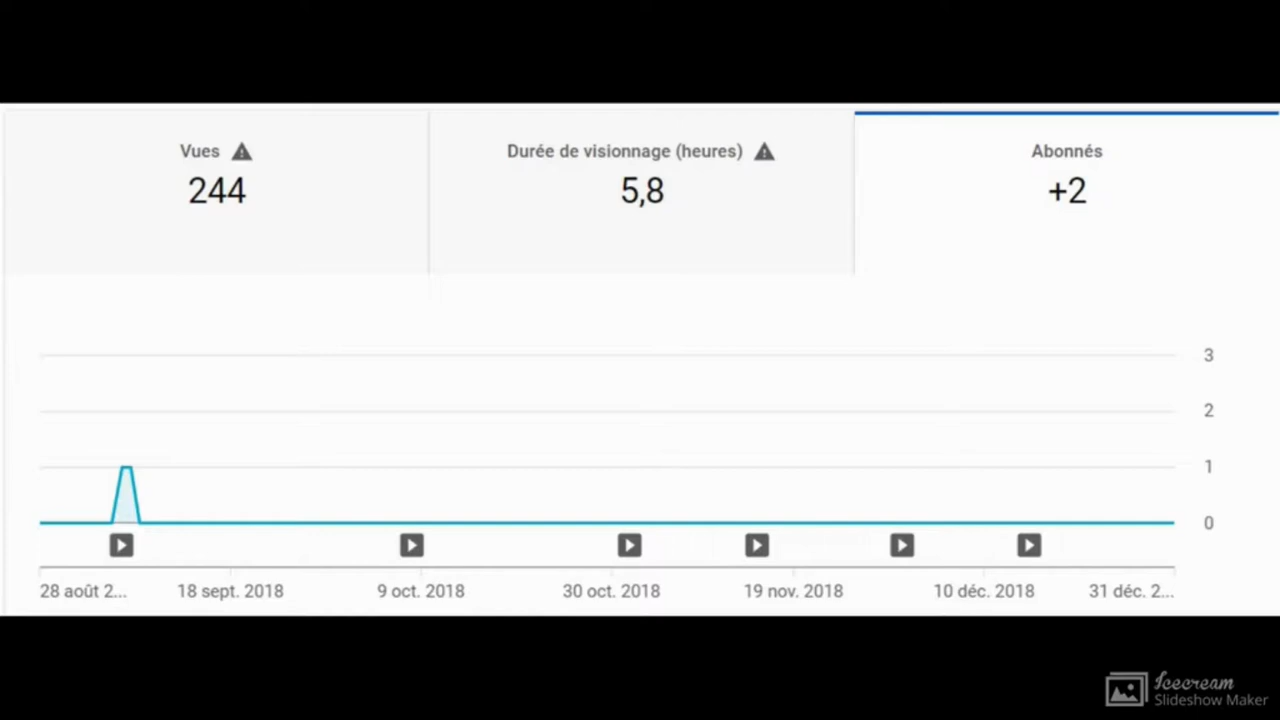 Vues
Durée de visionnage (heures)
Abonnés
244
5,8
+2
3
2
1
0
28 août 2...
18 sept. 2018
9 oct. 2018
30 oct. 2018
19 nov. 2018
10 déc. 2018
31 déc. 2...
Icecream
Slideshow Maker